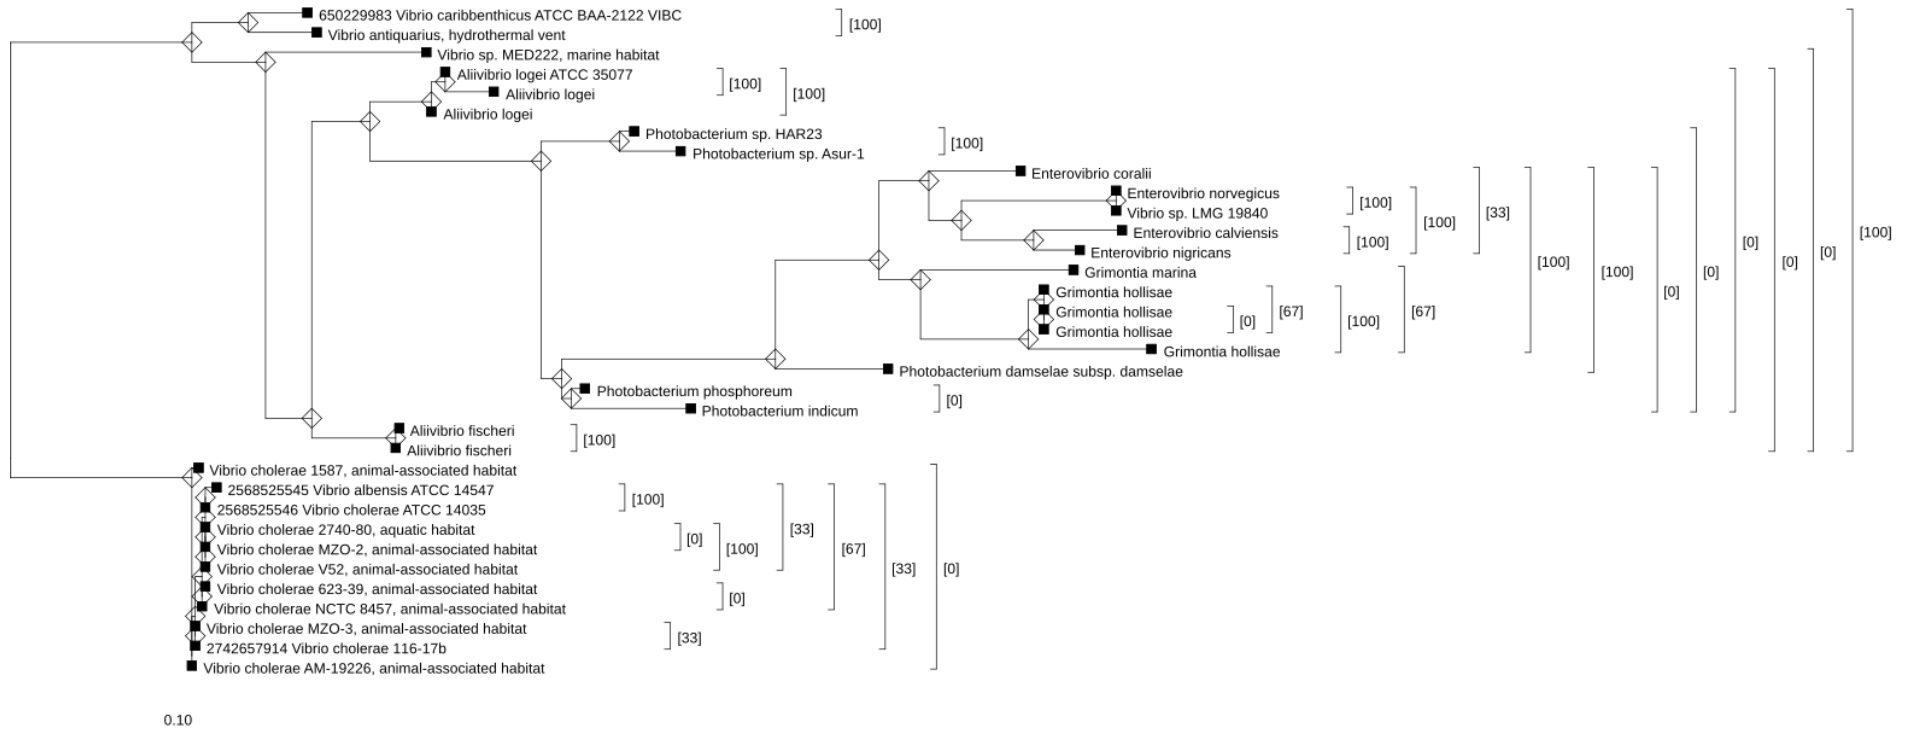 650229983 Vibrio caribbenthicus ATCC BAA-2122 VIBC
[100]
Vibrio antiquarius, hydrothermal vent
Vibrio sp. MED222, marine habitat
Aliivibrio logei ATCC 35077
[100]
[100]
Aliivibrio logei
Aliivibrio logei
Photobacterium sp. HAR23
[100]
Photobacterium sp. Asur-1
Enterovibrio coralii
Enterovibrio norvegicus
[100]
Vibrio sp. LMG 19840
[100]
[33]
Enterovibrio calviensis
[100]
Enterovibrio nigricans
[100]
[100]
[0]
[0]
[0]
[0]
[0]
[100]
Grimontia marina
Grimontia hollisae
Grimontia hollisae
[0]
[67]
[100]
[67]
Grimontia hollisae
Grimontia hollisae
Photobacterium damselae subsp. damselae
Photobacterium phosphoreum
[0]
Photobacterium indicum
Aliivibrio fischeri
[100]
Aliivibrio fischeri
Vibrio cholerae 1587, animal-associated habitat
2568525545 Vibrio albensis ATCC 14547
[100]
2568525546 Vibrio cholerae ATCC 14035
Vibrio cholerae 2740-80, aquatic habitat
[0]
[100]
[33]
[67]
[33]
[0]
Vibrio cholerae MZO-2, animal-associated habitat
Vibrio cholerae V52, animal-associated habitat
Vibrio cholerae 623-39, animal-associated habitat
[0]
Vibrio cholerae NCTC 8457, animal-associated habitat
Vibrio cholerae MZO-3, animal-associated habitat
[33]
2742657914 Vibrio cholerae 116-17b
Vibrio cholerae AM-19226, animal-associated habitat
0.10